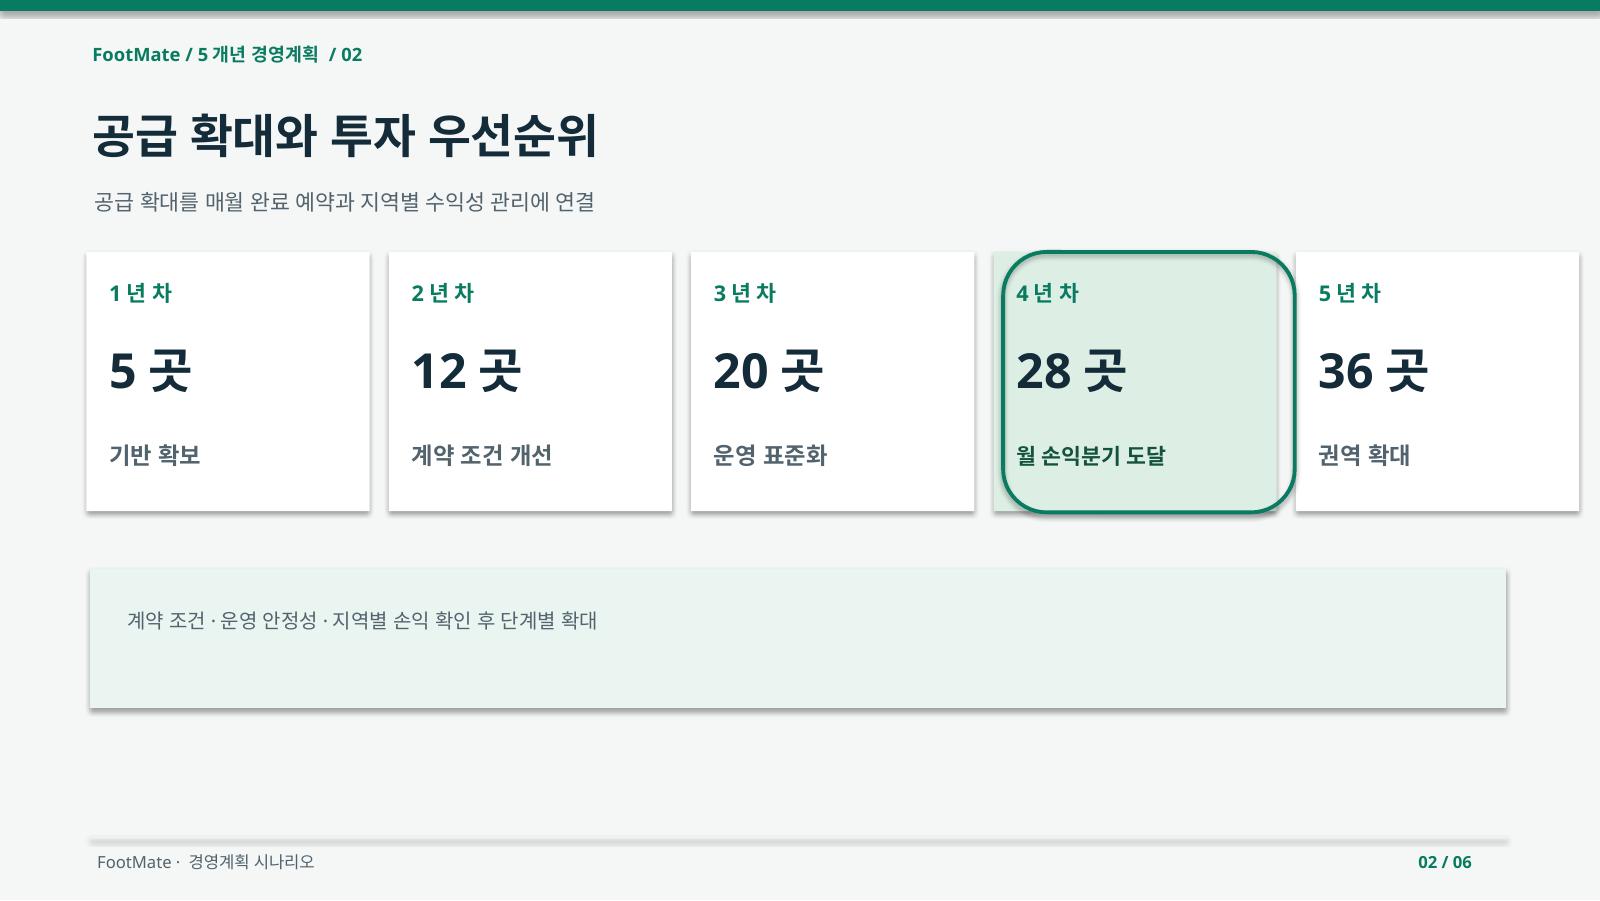 FootMate / 5 개년 경영계획 / 02
공급 확대와 투자 우선순위
공급 확대를 매월 완료 예약과 지역별 수익성 관리에 연결
1 년 차
5 곳
기반 확보
2 년 차
12 곳
계약 조건 개선
3 년 차
20 곳
운영 표준화
4 년 차
28 곳
월 손익분기 도달
5 년 차
36 곳
권역 확대
계약 조건 · 운영 안정성 · 지역별 손익 확인 후 단계별 확대
FootMate · 경영계획 시나리오
02 / 06